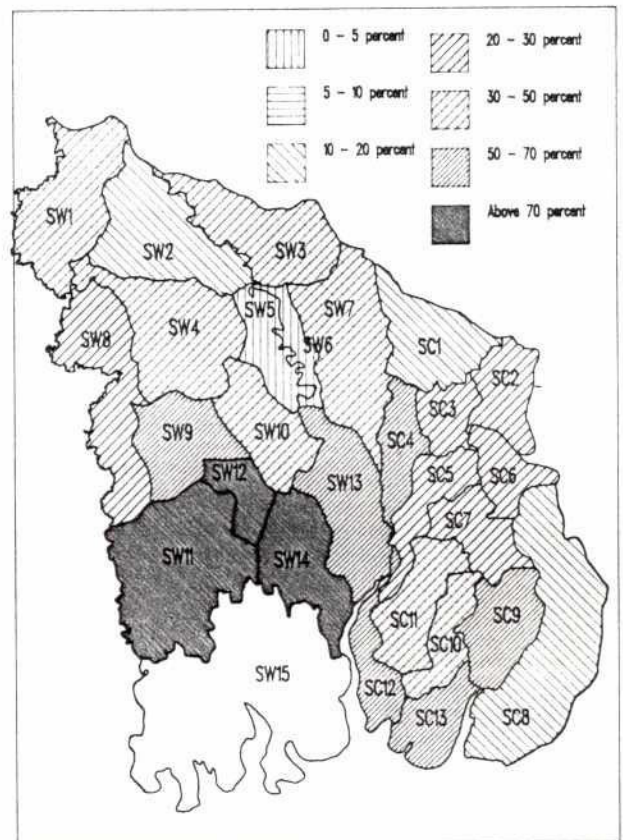 0 - 5 percent
20 - 30 percent
5 - 10 percent
30 - 50 percent
10 - 20 percent
50 - 70 percent
Above 70 percent
SW1
SW2
SW3
SW5
SW7
SW4
SW6
SW8
SC1
SC2
SC3
SW9
SW10
SC4
SW12
SW13
SC5
SC6
SC7
SW11
SW14
SC11
SC9
SC10
SW15
SC12
SC13
SC8